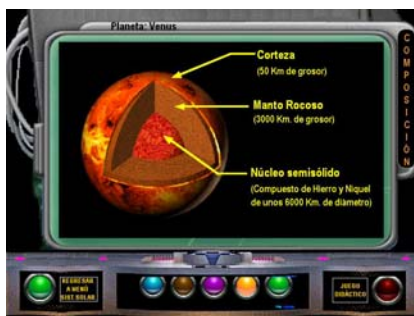 Planeta: Venus
Corteza
(50 Km de grosor)
Manto Rocoso
(3000 Km. de grosor)
Núcleo semisólido
(Compuesto de Hierro y Niquel
de unos 6000 Km. de diámetro)
COMPOSICIÓN
REGRESAR
A MENÚ
SIST. SOLAR
JUEGO
DIDÁCTICO